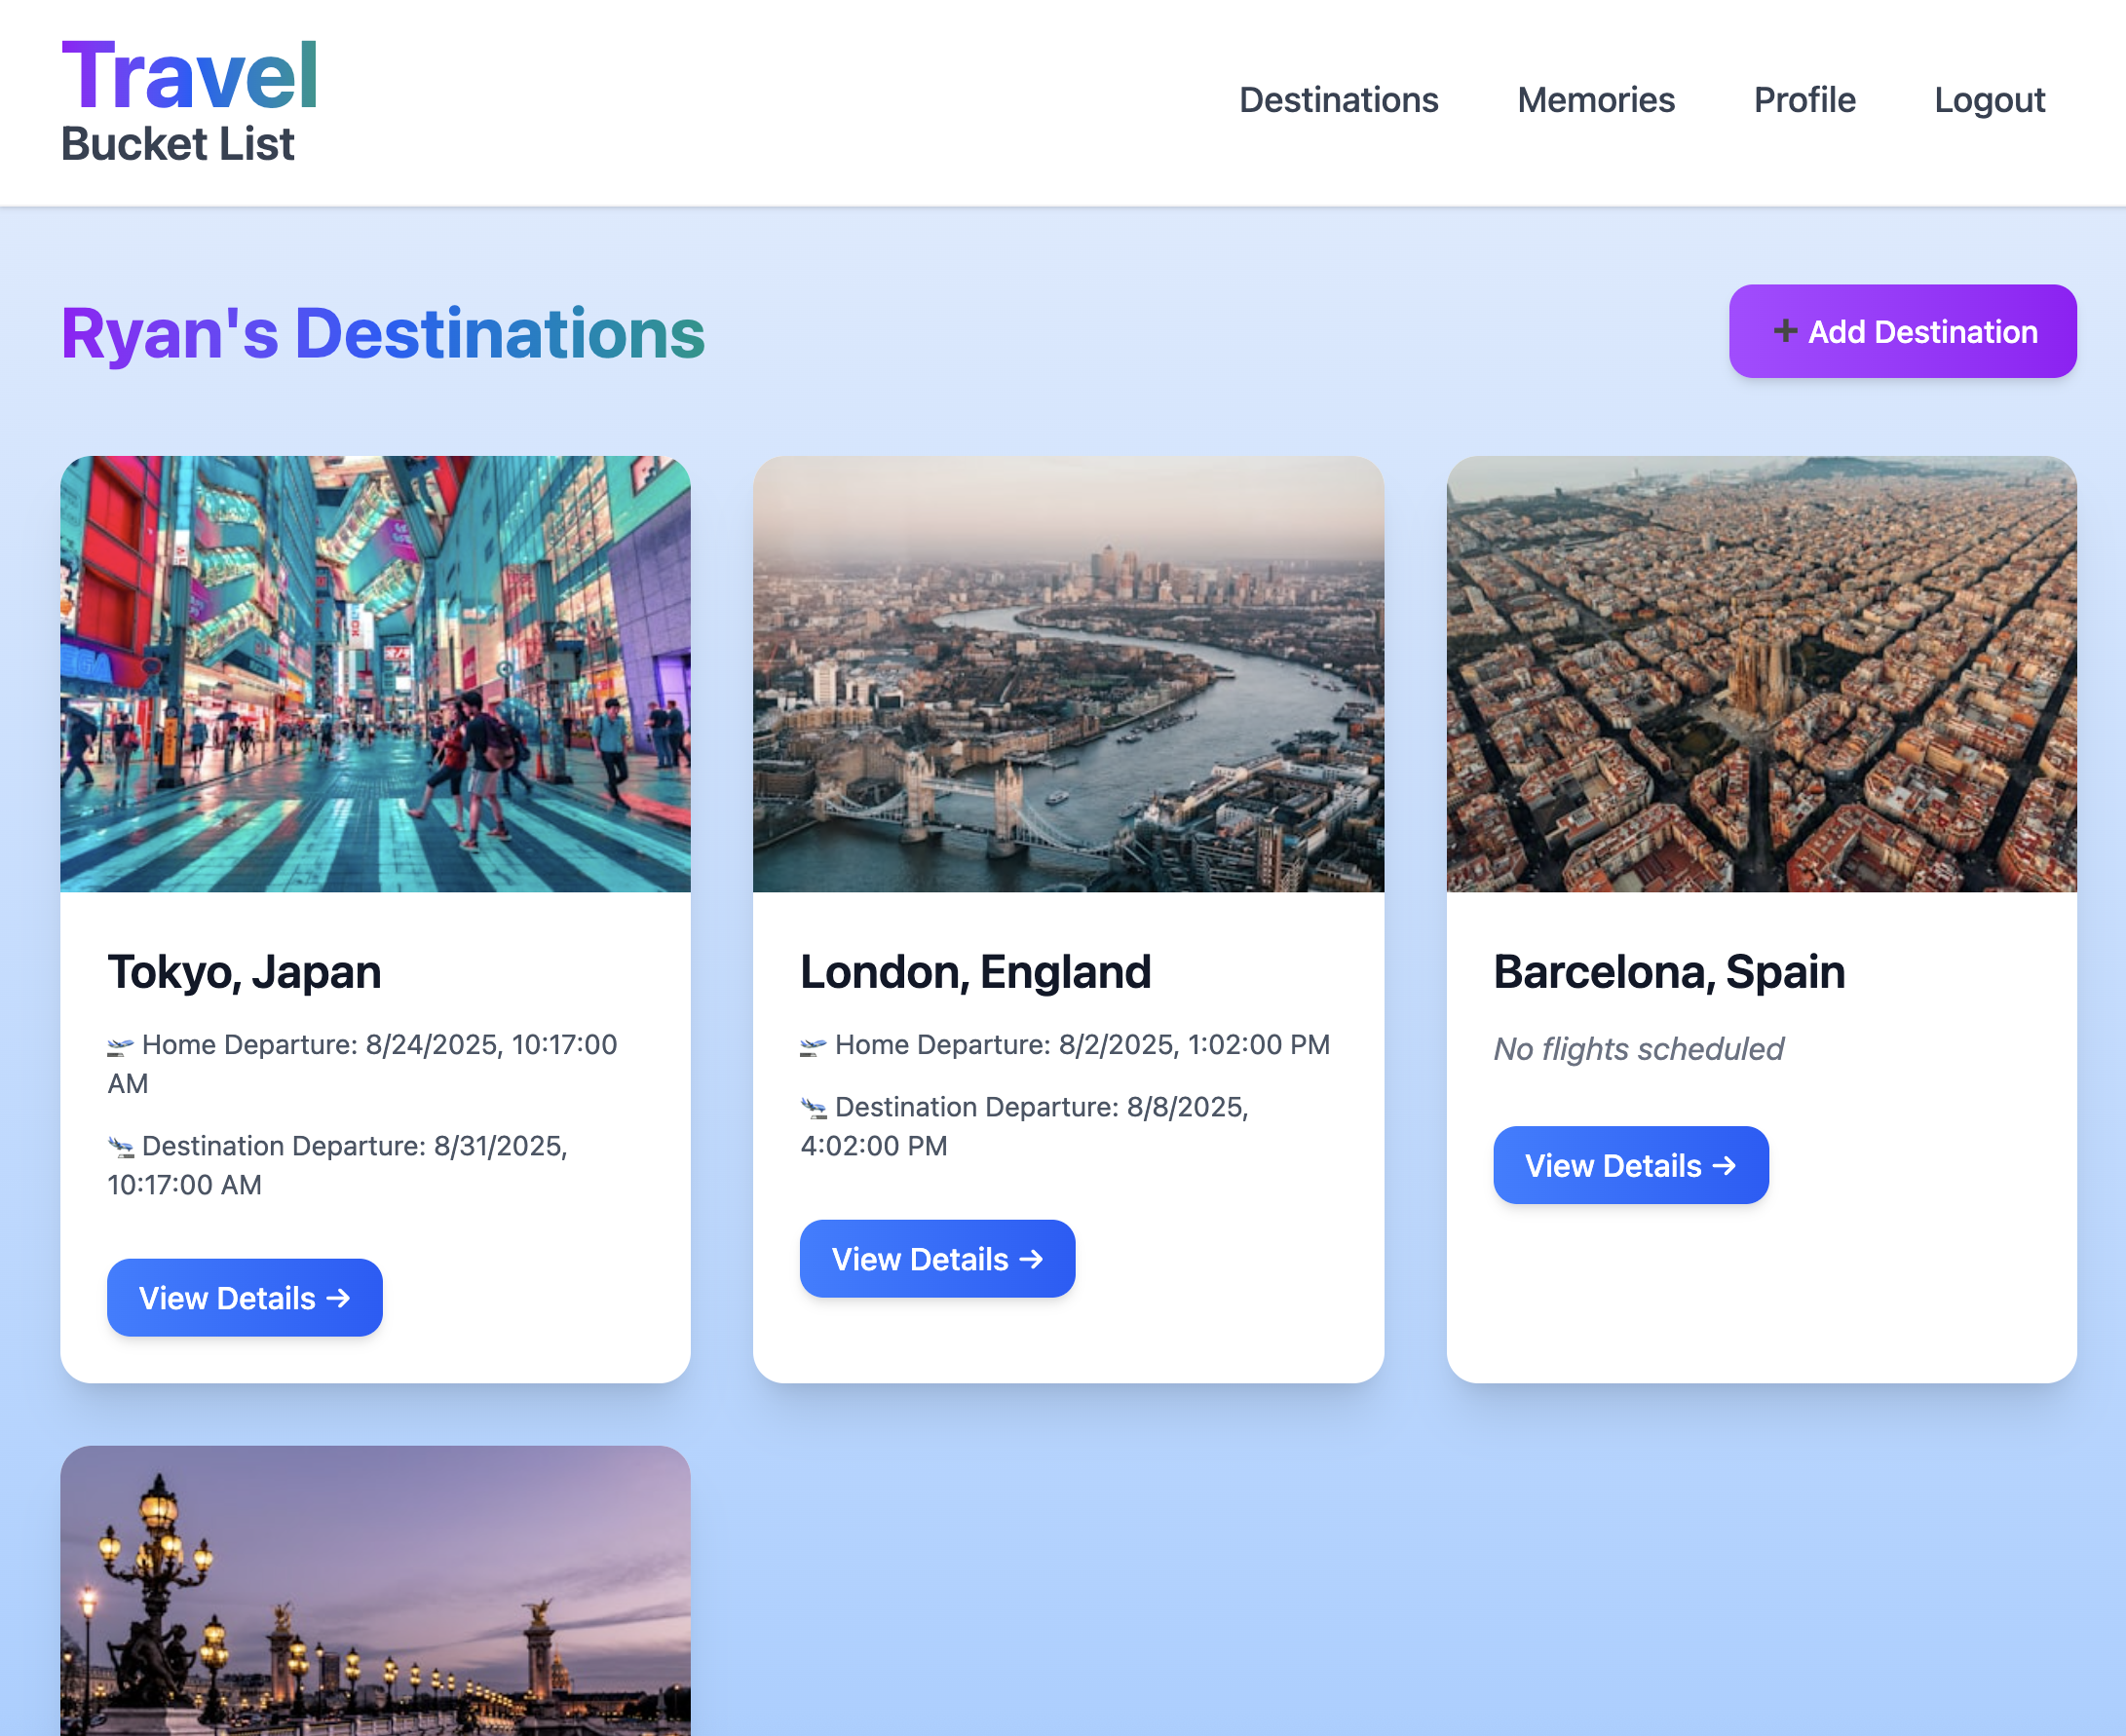 Travel
Bucket List
Destinations
Memories
Profile
Logout
Ryan's Destinations
➕ Add Destination
SEGA
Tokyo, Japan
🛫 Home Departure: 8/24/2025, 10:17:00
AM
🛬 Destination Departure: 8/31/2025,
10:17:00 AM
View Details →
London, England
🛫 Home Departure: 8/2/2025, 1:02:00 PM
🛬 Destination Departure: 8/8/2025,
4:02:00 PM
View Details →
Barcelona, Spain
No flights scheduled
View Details →